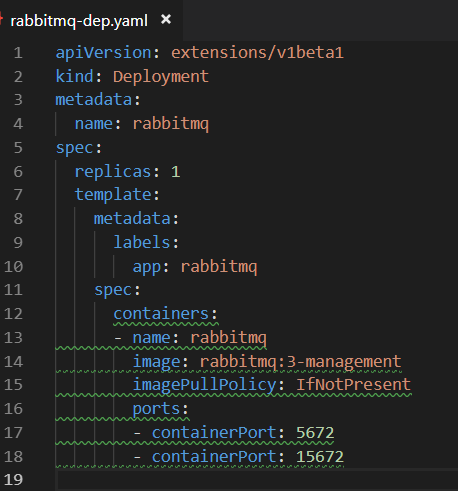 rabbitmq-dep.yaml ×
1 apiVersion: extensions/v1beta1
2 kind: Deployment
3 metadata:
4   name: rabbitmq
5 spec:
6   replicas: 1
7   template:
8     metadata:
9       labels:
10         app: rabbitmq
11     spec:
12       containers:
13       - name: rabbitmq
14         image: rabbitmq:3-management
15         imagePullPolicy: IfNotPresent
16         ports:
17         - containerPort: 5672
18         - containerPort: 15672
19